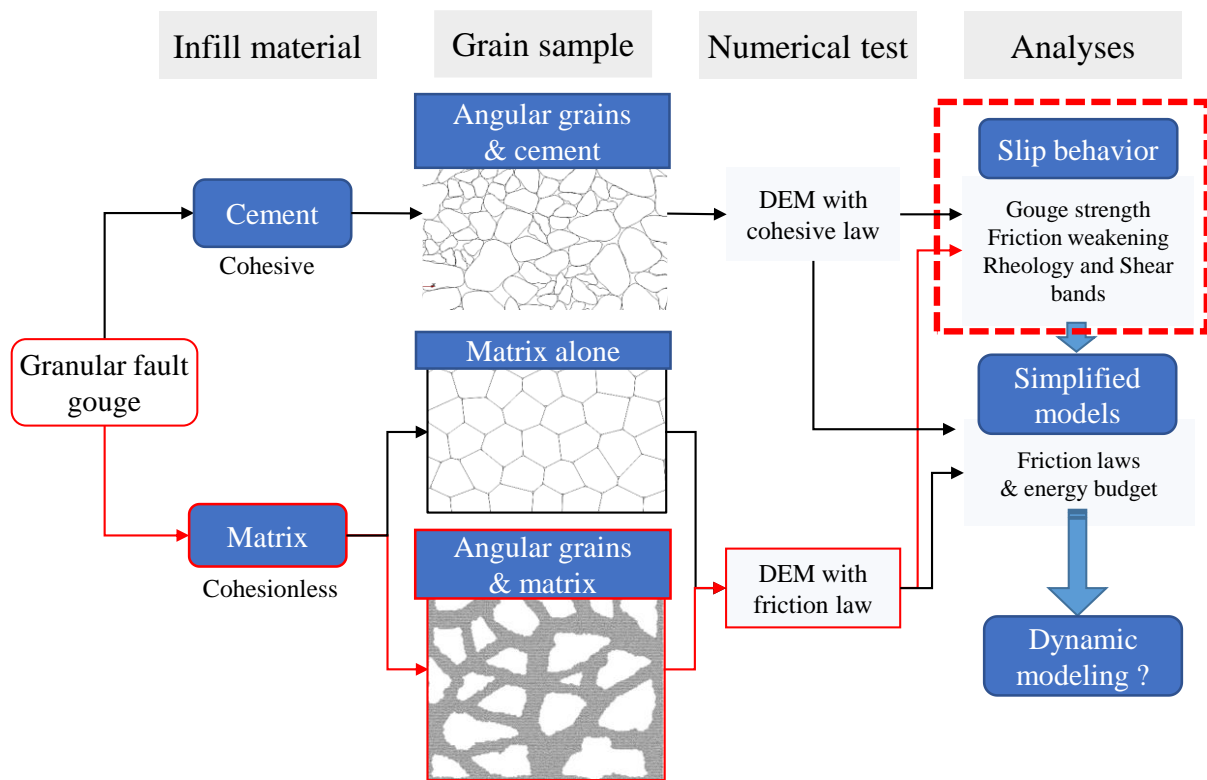 Infill material
Grain sample
Numerical test
Analyses
Angular grains
& cement
Slip behavior
Cement
Cohesive
DEM with
cohesive law
Gouge strength
Friction weakening
Rheology and Shear
bands
Granular fault
gouge
Matrix alone
Simplified
models
Friction laws
& energy budget
Matrix
Cohesionless
Angular grains
& matrix
DEM with
friction law
Dynamic
modeling ?